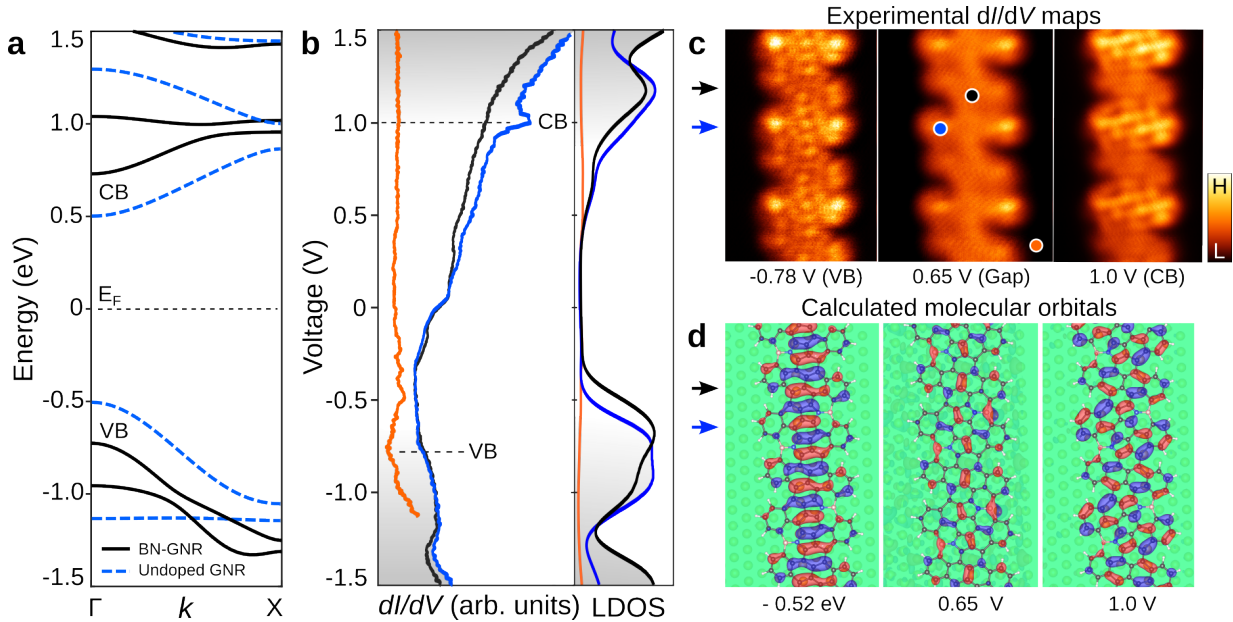 a
Energy (eV)
1.5
1.0
0.5
0
-0.5
-1.0
-1.5
CB
E_F
VB
BN-GNR
Undoped GNR
Γ
k
X
b
Voltage (V)
1.5
1.0
0.5
0
-0.5
-1.0
-1.5
CB
VB
dI/dV (arb. units)
LDOS
Experimental dI/dV maps
c
H
L
-0.78 V (VB)
0.65 V (Gap)
1.0 V (CB)
Calculated molecular orbitals
d
- 0.52 eV
0.65 V
1.0 V